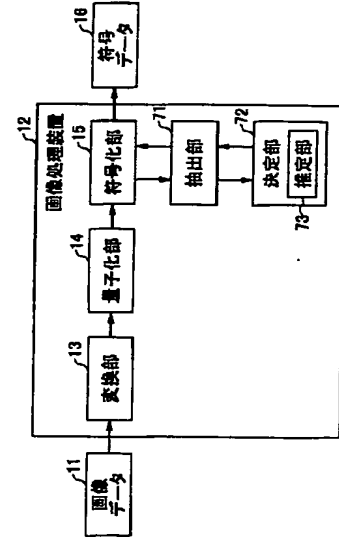 11
画像
データ
12
画像処理装置
13
変換部
14
量子化部
15
符号化部
16
符号
データ
71
抽出部
72
決定部
推定部
73